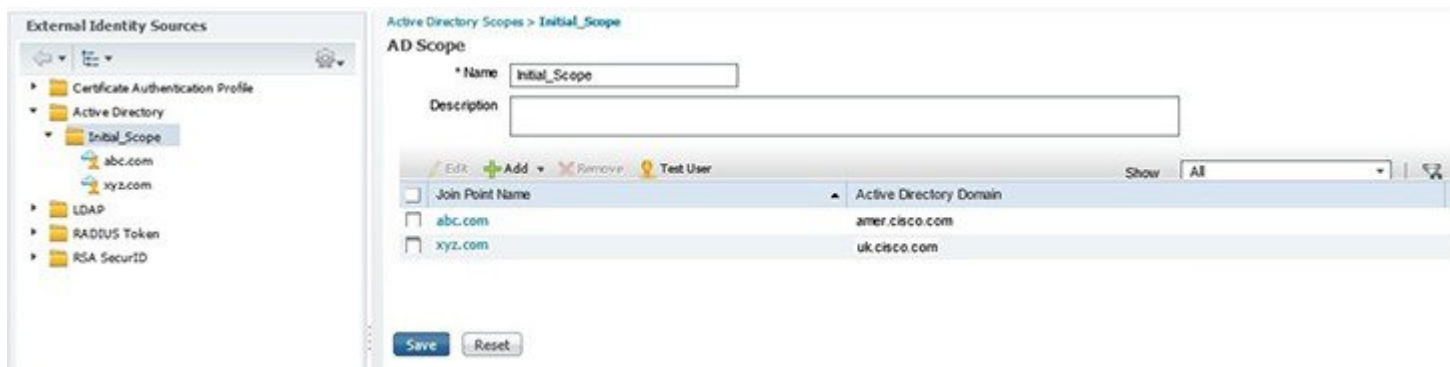 External Identity Sources
Certificate Authentication Profile
Active Directory
Initial_Scope
abc.com
xyz.com
LDAP
RADIUS Token
RSA SecurID
Active Directory Scopes > Initial_Scope
AD Scope
* Name Initial_Scope
Description
Edit Add Remove Test User Show All
Join Point Name Active Directory Domain
abc.com amer.cisco.com
xyz.com uk.cisco.com
Save Reset